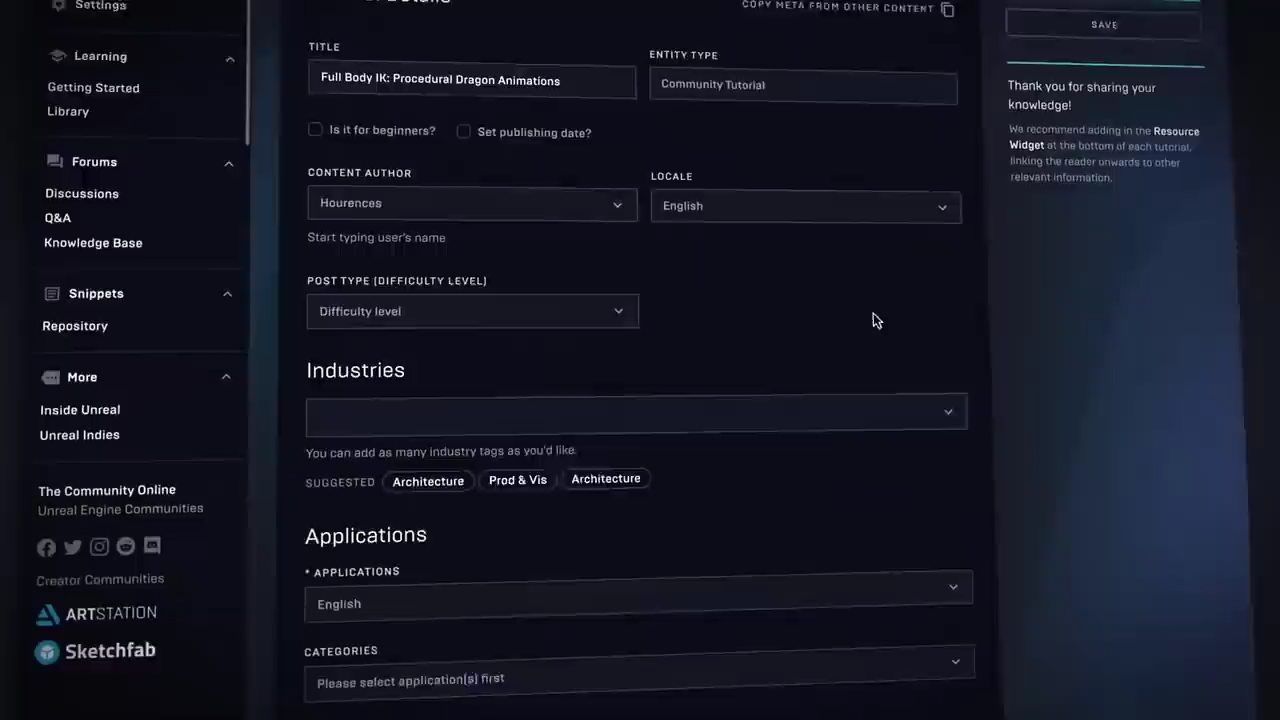 Settings
Learning
Getting Started
Library
Forums
Discussions
Q&A
Knowledge Base
Snippets
Repository
More
Inside Unreal
Unreal Indies
The Community Online
Unreal Engine Communities
Creator Communities
ARTSTATION
Sketchfab
COPY META FROM OTHER CONTENT
TITLE
Full Body IK: Procedural Dragon Animations
ENTITY TYPE
Community Tutorial
Is it for beginners?
Set publishing date?
CONTENT AUTHOR
Hourences
Start typing user's name
LOCALE
English
POST TYPE (DIFFICULTY LEVEL)
Difficulty level
Industries
You can add as many industry tags as you'd like.
SUGGESTED Architecture Prod & Vis Architecture
Applications
* APPLICATIONS
English
CATEGORIES
Please select application(s) first
SAVE
Thank you for sharing your
knowledge!
We recommend adding in the Resource
Widget at the bottom of each tutorial,
linking the reader onwards to other
relevant information.